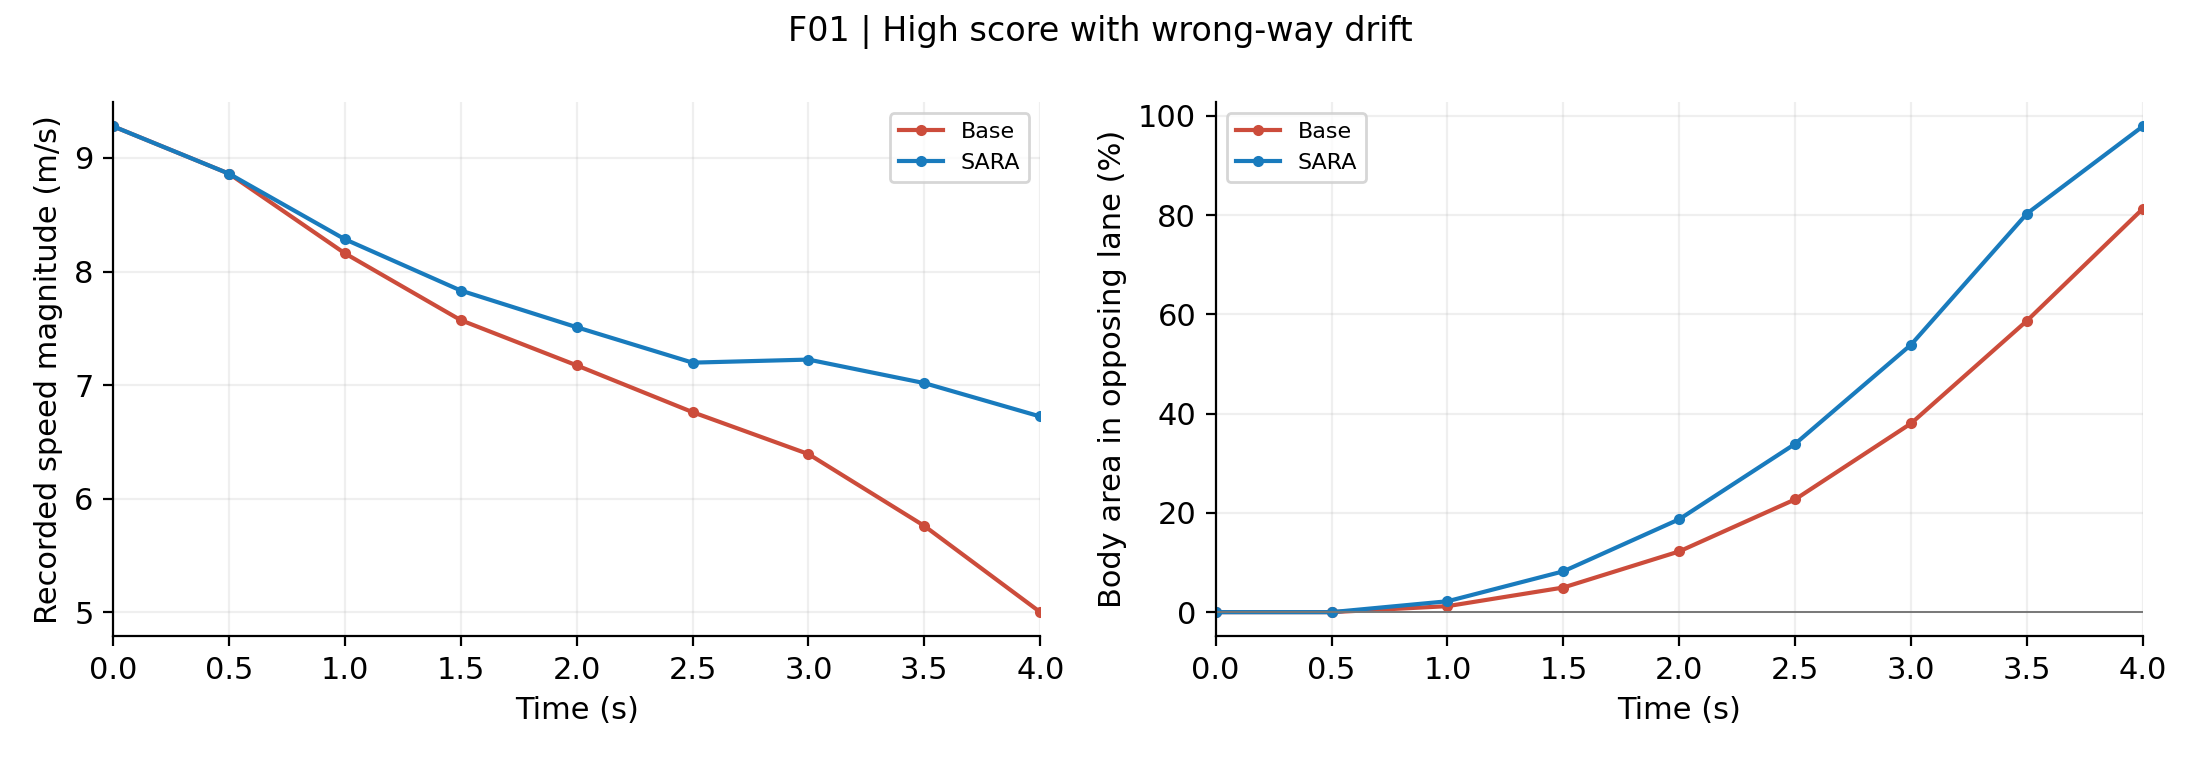 F01 | High score with wrong-way drift
Recorded speed magnitude (m/s)
9
8
7
6
5
Base
SARA
0.0 0.5 1.0 1.5 2.0 2.5 3.0 3.5 4.0
Time (s)
Body area in opposing lane (%)
100
80
60
40
20
0
Base
SARA
0.0 0.5 1.0 1.5 2.0 2.5 3.0 3.5 4.0
Time (s)